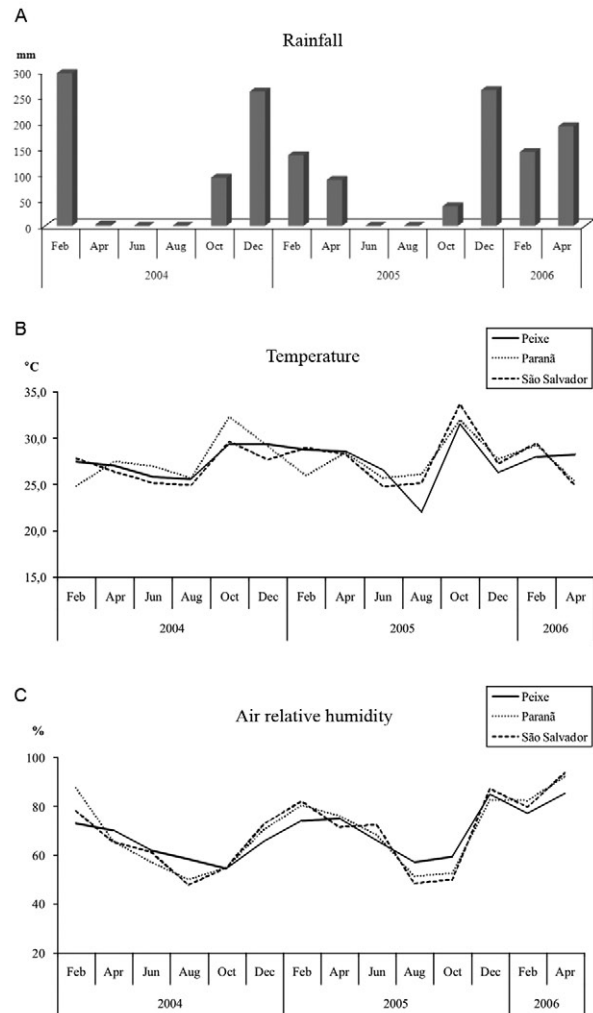 A
Rainfall
mm
300
250
200
150
100
50
0
Feb Apr Jun Aug Oct Dec Feb Apr Jun Aug Oct Dec Feb Apr
2004 2005 2006
B
Peixe
Paranã
São Salvador
Temperature
°C
35,0
30,0
25,0
20,0
15,0
Feb Apr Jun Aug Oct Dec Feb Apr Jun Aug Oct Dec Feb Apr
2004 2005 2006
C
Peixe
Paranã
São Salvador
Air relative humidity
%
100
80
60
40
20
Feb Apr Jun Aug Oct Dec Feb Apr Jun Aug Oct Dec Feb Apr
2004 2005 2006